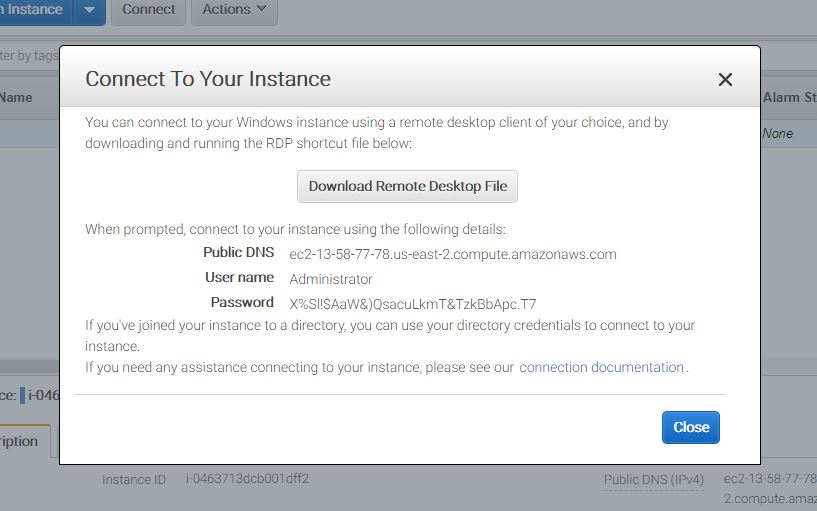 Instance
Connect
Actions
ter by tags
Name
Alarm St
None
Connect To Your Instance
You can connect to your Windows instance using a remote desktop client of your choice, and by
downloading and running the RDP shortcut file below:
Download Remote Desktop File
When prompted, connect to your instance using the following details:
Public DNS ec2-13-58-77-78.us-east-2.compute.amazonaws.com
User name Administrator
Password X%Sl!$AaW&)QsacuLkmT&TzkBbApc.T7
If you've joined your instance to a directory, you can use your directory credentials to connect to your
instance.
If you need any assistance connecting to your instance, please see our connection documentation.
Close
ce: i-046
ription
Instance ID i-0463713dcb001dff2
Public DNS (IPv4) ec2-13-58-77-78
2.compute.amaz